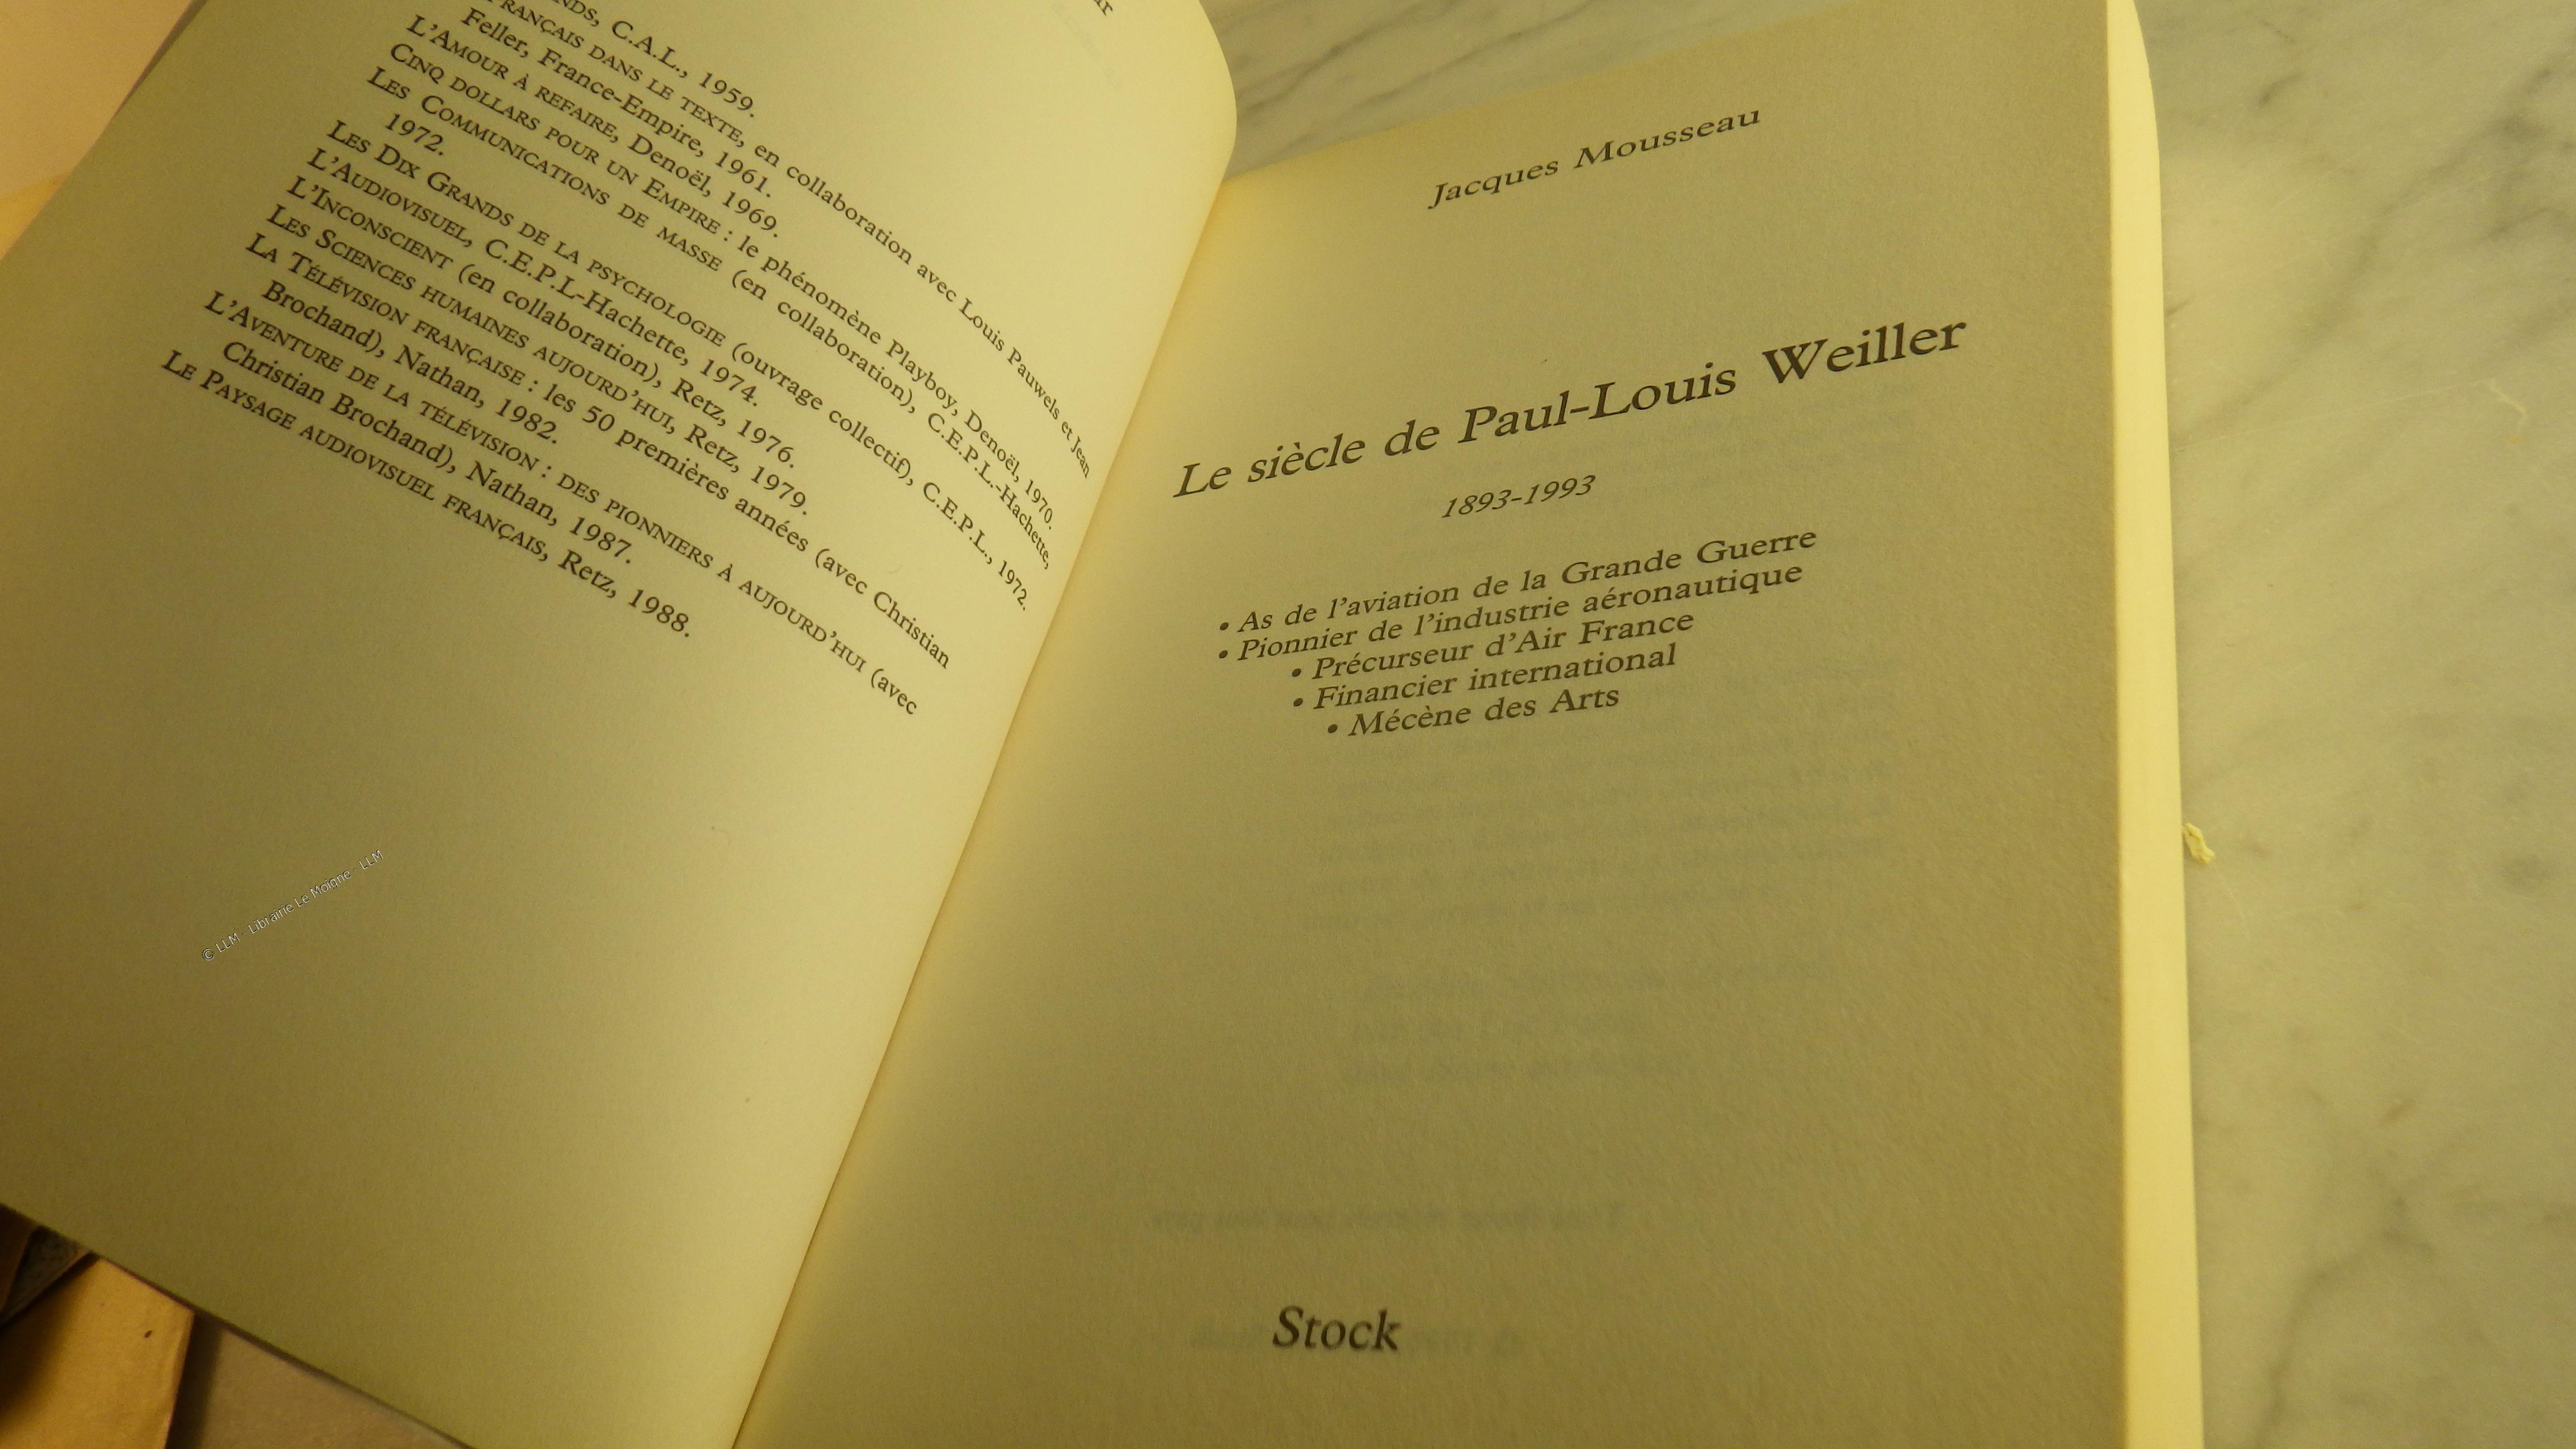 C.A.L., 1959.
FRANÇAIS DANS LE TEXTE, en collaboration avec Louis Pauwels et Jean
Feller, France-Empire, 1961.
L'AMOUR À REFAIRE, Denoël, 1969.
CINQ DOLLARS POUR UN EMPIRE : le phénomène Playboy, Denoël, 1970.
LES COMMUNICATIONS DE MASSE (en collaboration), C.E.P.L.-Hachette,
1972.
LES DIX GRANDS DE LA PSYCHOLOGIE (ouvrage collectif), C.E.P.L., 1972.
L'AUDIOVISUEL, C.E.P.L-Hachette, 1974.
L'INCONSCIENT (en collaboration), Retz, 1976.
LES SCIENCES HUMAINES AUJOURD'HUI, Retz, 1979.
LA TÉLÉVISION FRANÇAISE : les 50 premières années (avec Christian
Brochand), Nathan, 1982.
L'AVENTURE DE LA TÉLÉVISION : DES PIONNIERS À AUJOURD'HUI (avec
Christian Brochand), Nathan, 1987.
LE PAYSAGE AUDIOVISUEL FRANÇAIS, Retz, 1988.
© LLM - Librairie Le Moigne - LLM
Jacques Mousseau
Le siècle de Paul-Louis Weiller
1893-1993
• As de l'aviation de la Grande Guerre
• Pionnier de l'industrie aéronautique
• Précurseur d'Air France
• Financier international
• Mécène des Arts
Stock